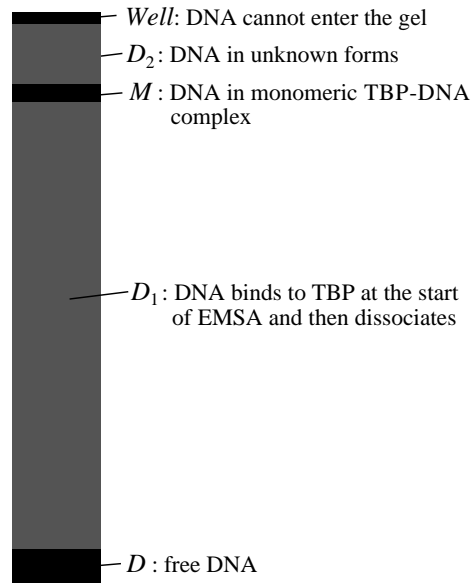 Well: DNA cannot enter the gel
D₂ : DNA in unknown forms
M : DNA in monomeric TBP-DNA
complex
D₁ : DNA binds to TBP at the start
of EMSA and then dissociates
D : free DNA